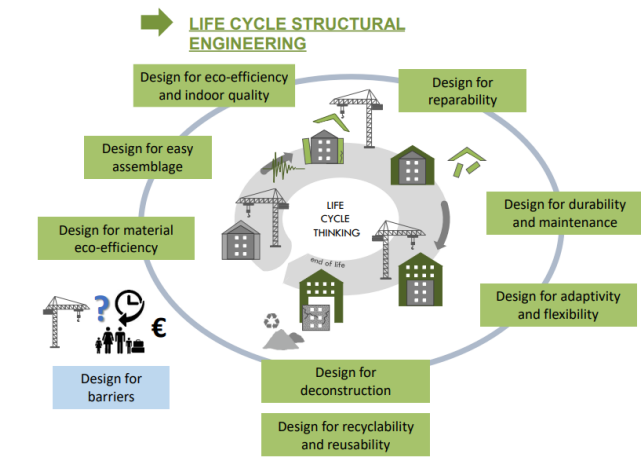 LIFE CYCLE STRUCTURAL
ENGINEERING
Design for eco-efficiency
and indoor quality
Design for
reparability
Design for easy
assemblage
LIFE
CYCLE
THINKING
Design for durability
and maintenance
Design for material
eco-efficiency
end of life
Design for adaptivity
and flexibility
?
€
Design for
barriers
Design for
deconstruction
Design for recyclability
and reusability